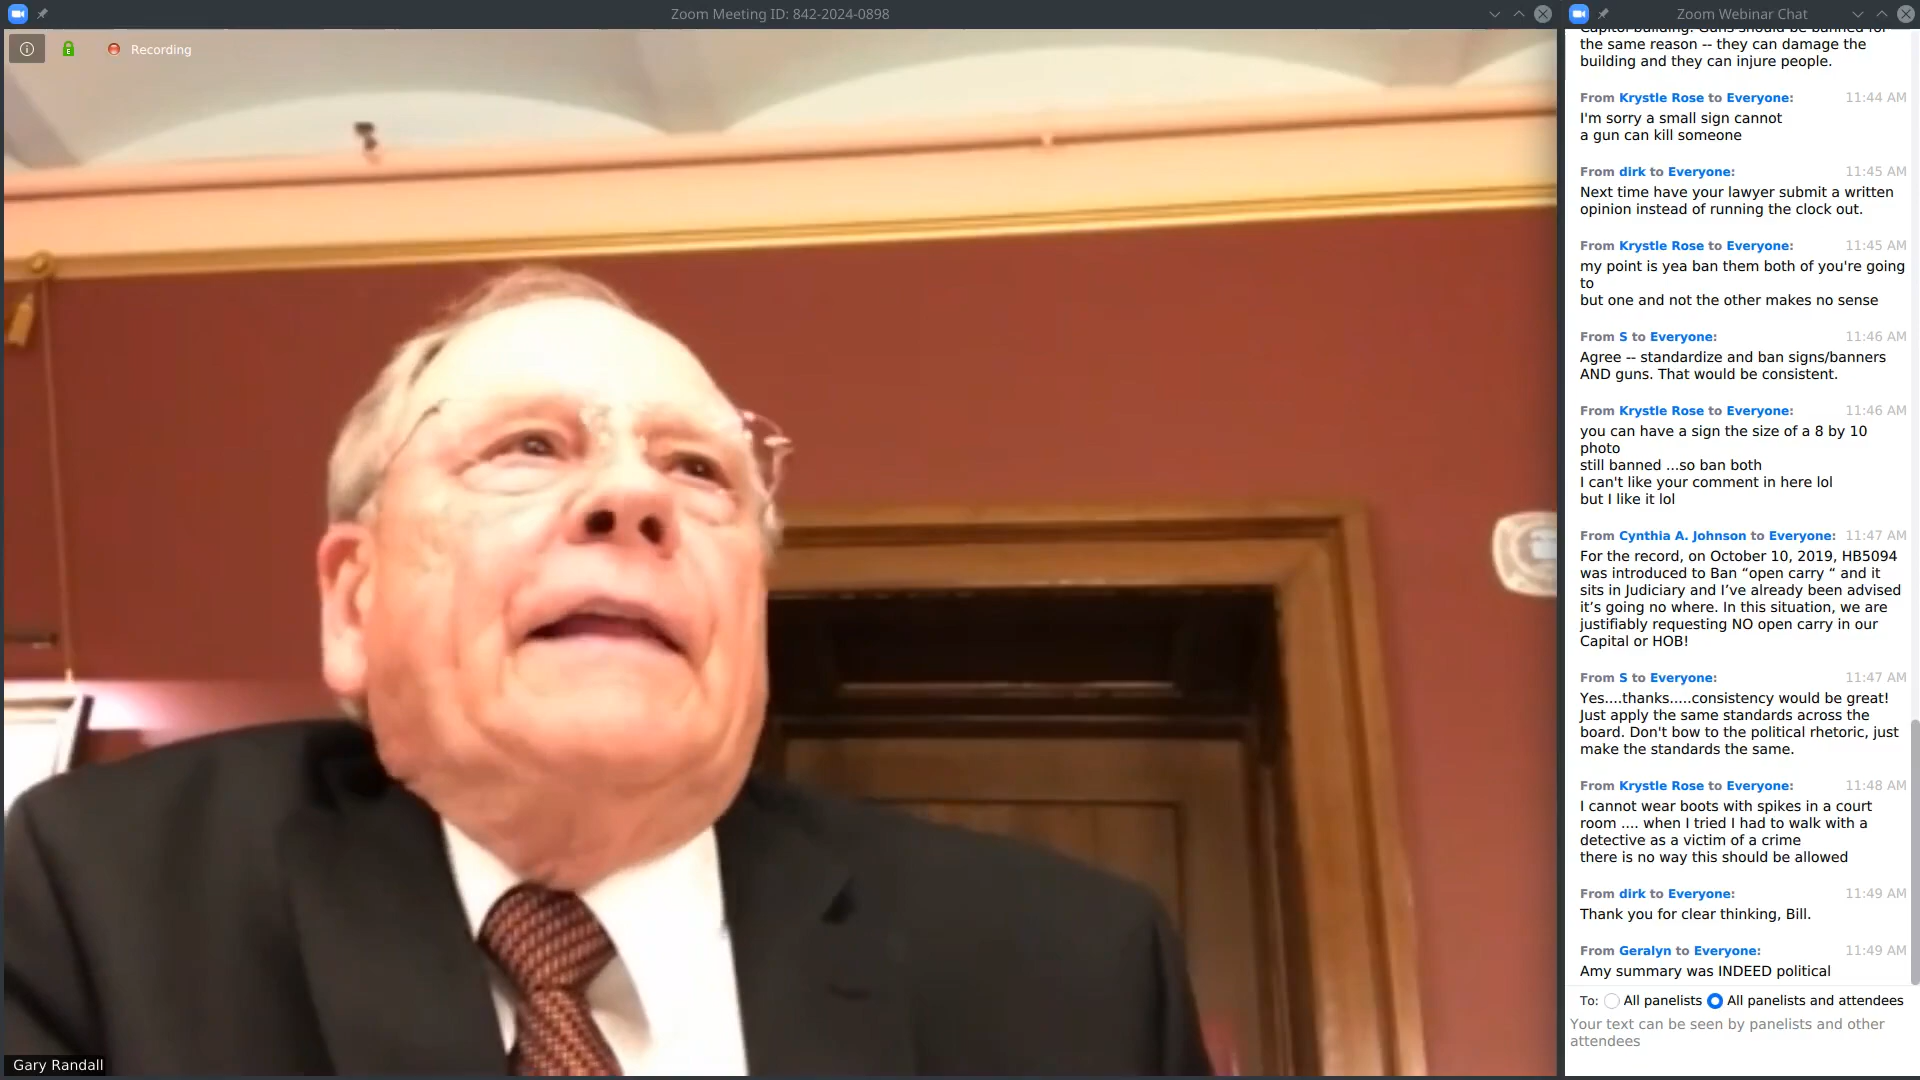 Zoom Meeting ID: 842-2024-0898
Recording
Gary Randall
Zoom Webinar Chat
the same reason -- they can damage the
building and they can injure people.
From Krystle Rose to Everyone: 11:44 AM
I'm sorry a small sign cannot
a gun can kill someone
From dirk to Everyone: 11:45 AM
Next time have your lawyer submit a written
opinion instead of running the clock out.
From Krystle Rose to Everyone: 11:45 AM
my point is yea ban them both of you're going
to
but one and not the other makes no sense
From S to Everyone: 11:46 AM
Agree -- standardize and ban signs/banners
AND guns. That would be consistent.
From Krystle Rose to Everyone: 11:46 AM
you can have a sign the size of a 8 by 10
photo
still banned ...so ban both
I can't like your comment in here lol
but I like it lol
From Cynthia A. Johnson to Everyone: 11:47 AM
For the record, on October 10, 2019, HB5094
was introduced to Ban “open carry “ and it
sits in Judiciary and I’ve already been advised
it’s going no where. In this situation, we are
justifiably requesting NO open carry in our
Capital or HOB!
From S to Everyone: 11:47 AM
Yes....thanks.....consistency would be great!
Just apply the same standards across the
board. Don't bow to the political rhetoric, just
make the standards the same.
From Krystle Rose to Everyone: 11:48 AM
I cannot wear boots with spikes in a court
room .... when I tried I had to walk with a
detective as a victim of a crime
there is no way this should be allowed
From dirk to Everyone: 11:49 AM
Thank you for clear thinking, Bill.
From Geralyn to Everyone: 11:49 AM
Amy summary was INDEED political
To: All panelists All panelists and attendees
Your text can be seen by panelists and other
attendees